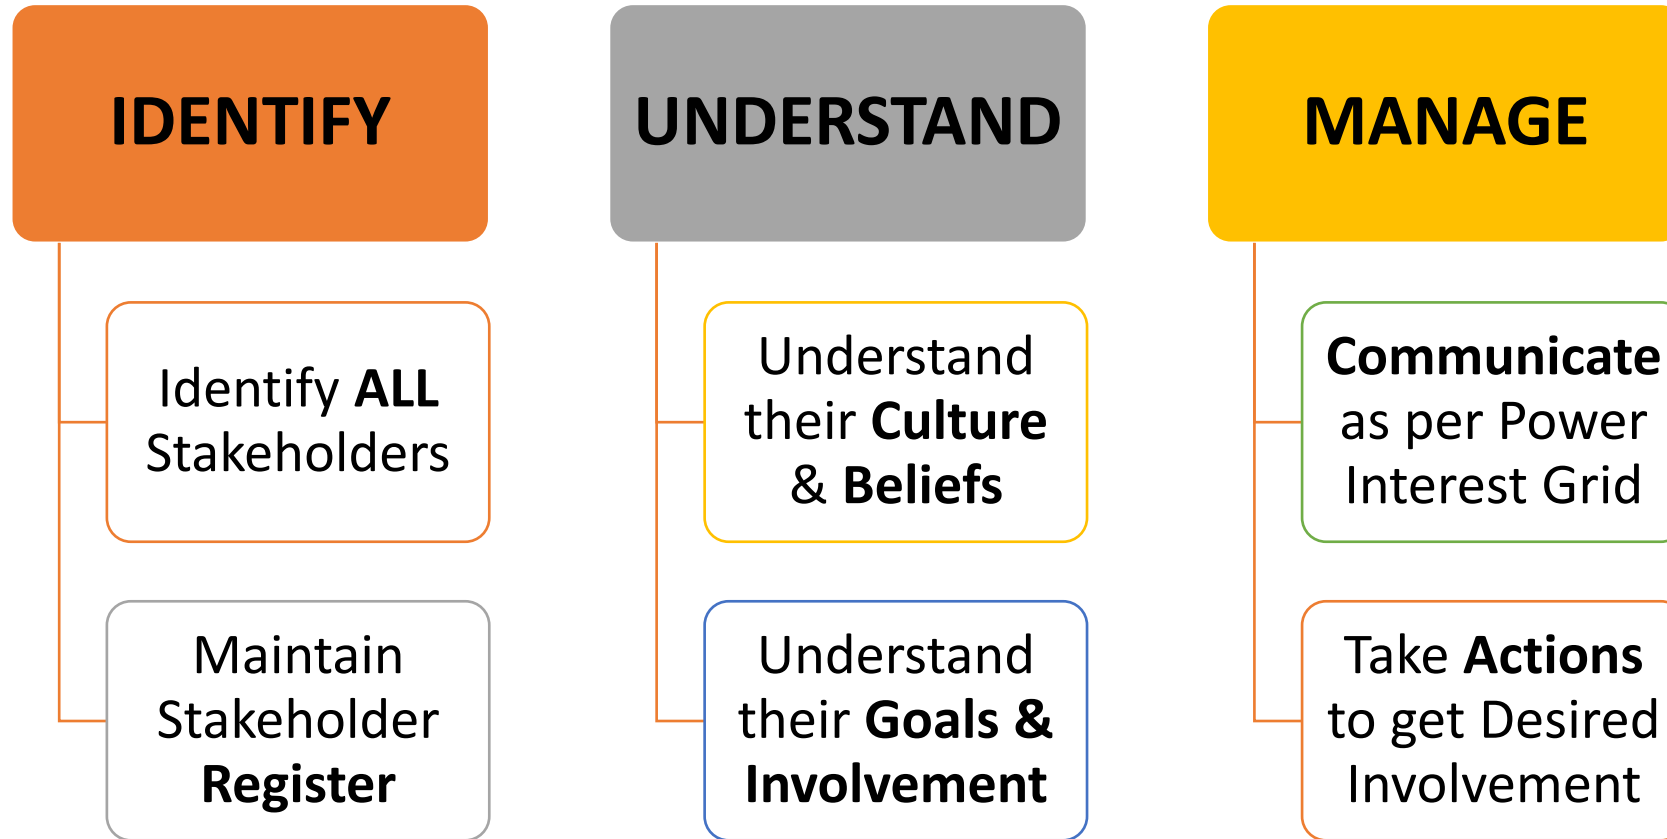 IDENTIFY
Identify ALL
Stakeholders
Maintain
Stakeholder
Register
UNDERSTAND
Understand
their Culture
& Beliefs
Understand
their Goals &
Involvement
MANAGE
Communicate
as per Power
Interest Grid
Take Actions
to get Desired
Involvement